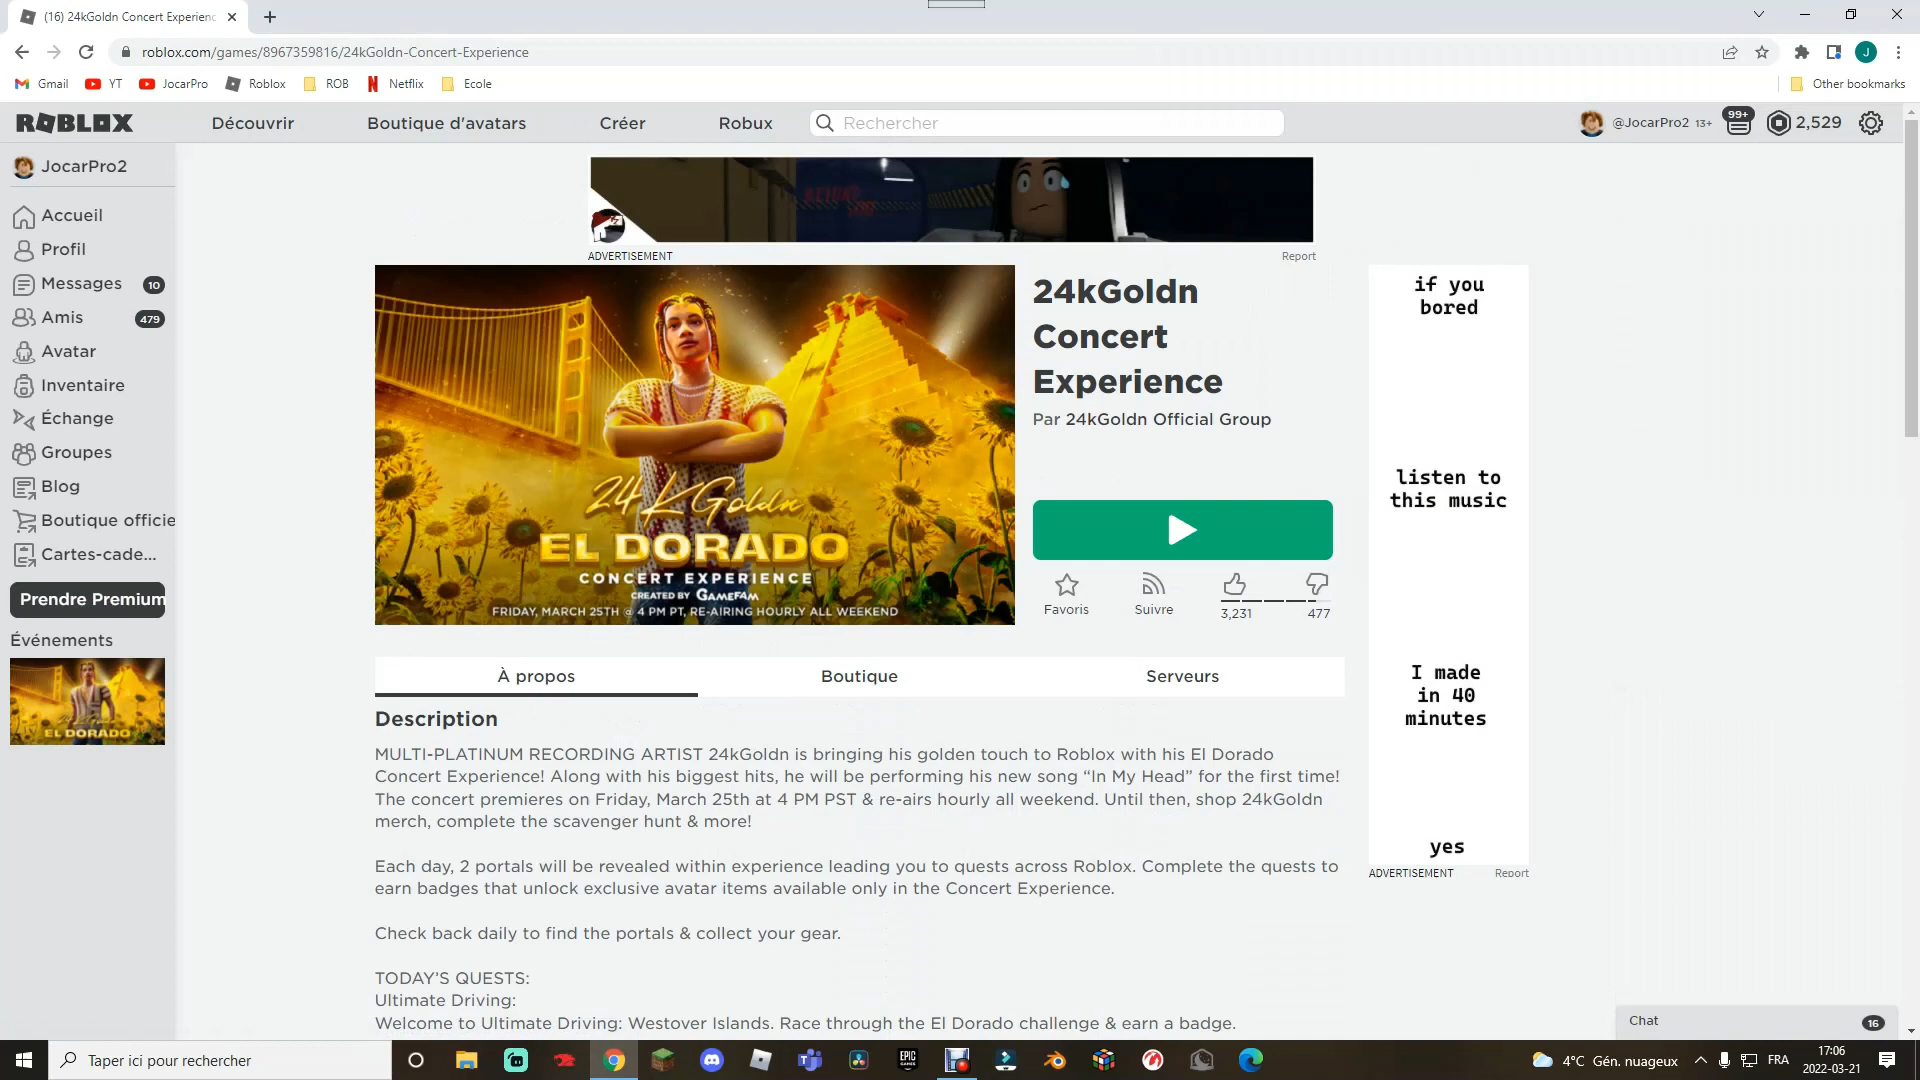 (16) 24kGoldn Concert Experienc
roblox.com/games/8967359816/24kGoldn-Concert-Experience
J
Gmail YT JocarPro Roblox ROB Netflix Ecole Other bookmarks
ROBLOX Découvrir Boutique d'avatars Créer Robux Rechercher @JocarPro2 13+ 99+ 2,529
JocarPro2
Accueil
Profil
Messages 10
Amis 479
Avatar
Inventaire
Échange
Groupes
Blog
Boutique officie
Cartes-cade...
Prendre Premium
Événements
24kGoldn
EL DORADO
ADVERTISEMENT Report
24kGoldn
EL DORADO
CONCERT EXPERIENCE
CREATED BY GAMEFAM
FRIDAY, MARCH 25TH @ 4 PM PT, RE-AIRING HOURLY ALL WEEKEND
24kGoldn
Concert
Experience
Par 24kGoldn Official Group
Favoris Suivre 3,231 477
À propos Boutique Serveurs
Description
MULTI-PLATINUM RECORDING ARTIST 24kGoldn is bringing his golden touch to Roblox with his El Dorado
Concert Experience! Along with his biggest hits, he will be performing his new song “In My Head” for the first time!
The concert premieres on Friday, March 25th at 4 PM PST & re-airs hourly all weekend. Until then, shop 24kGoldn
merch, complete the scavenger hunt & more!
Each day, 2 portals will be revealed within experience leading you to quests across Roblox. Complete the quests to
earn badges that unlock exclusive avatar items available only in the Concert Experience.
Check back daily to find the portals & collect your gear.
TODAY’S QUESTS:
Ultimate Driving:
Welcome to Ultimate Driving: Westover Islands. Race through the El Dorado challenge & earn a badge.
if you
bored
listen to
this music
I made
in 40
minutes
yes
ADVERTISEMENT Report
Chat 16
Taper ici pour rechercher
EPIC
GAMES
4°C Gén. nuageux FRA
17:06
2022-03-21